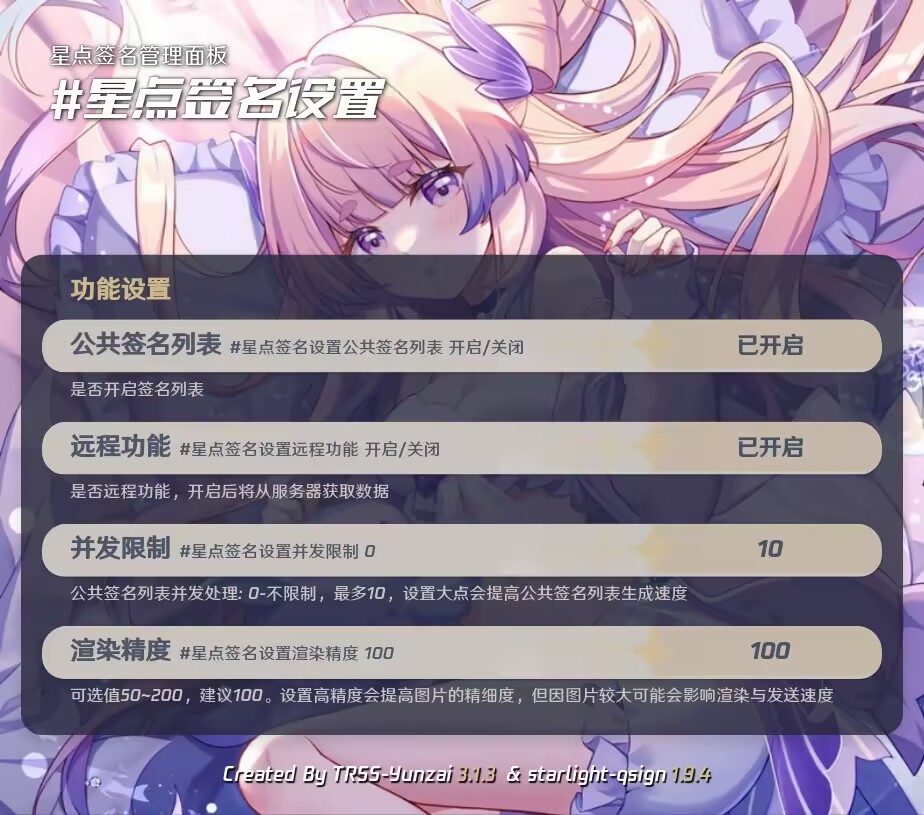 星点签名管理面板
#星点签名设置
功能设置
公共签名列表 #星点签名设置公共签名列表 开启/关闭 已开启
是否开启签名列表
远程功能 #星点签名设置远程功能 开启/关闭 已开启
是否远程功能，开启后将从服务器获取数据
并发限制 #星点签名设置并发限制 0 10
公共签名列表并发处理: 0-不限制，最多10，设置大点会提高公共签名列表生成速度
渲染精度 #星点签名设置渲染精度 100 100
可选值50~200，建议100。设置高精度会提高图片的精细度，但因图片较大可能会影响渲染与发送速度
Created By TRSS-Yunzai 3.1.3 & starlight-qsign 1.9.4